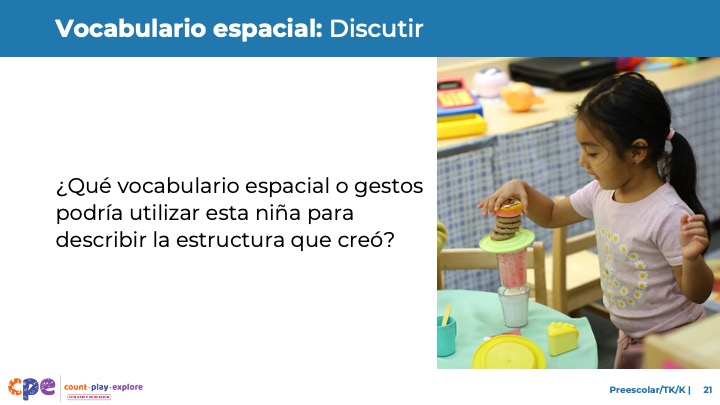 Vocabulario espacial: Discutir
¿Qué vocabulario espacial o gestos
podría utilizar esta niña para
describir la estructura que creó?
cpe
count·play·explore
Preescolar/TK/K | 21